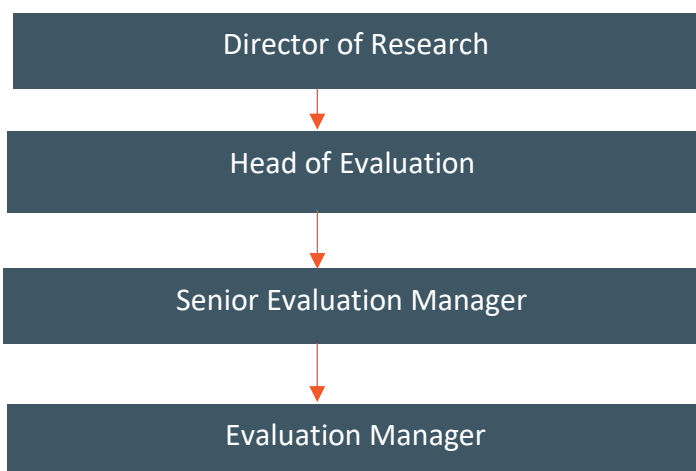 Director of Research
Head of Evaluation
Senior Evaluation Manager
Evaluation Manager